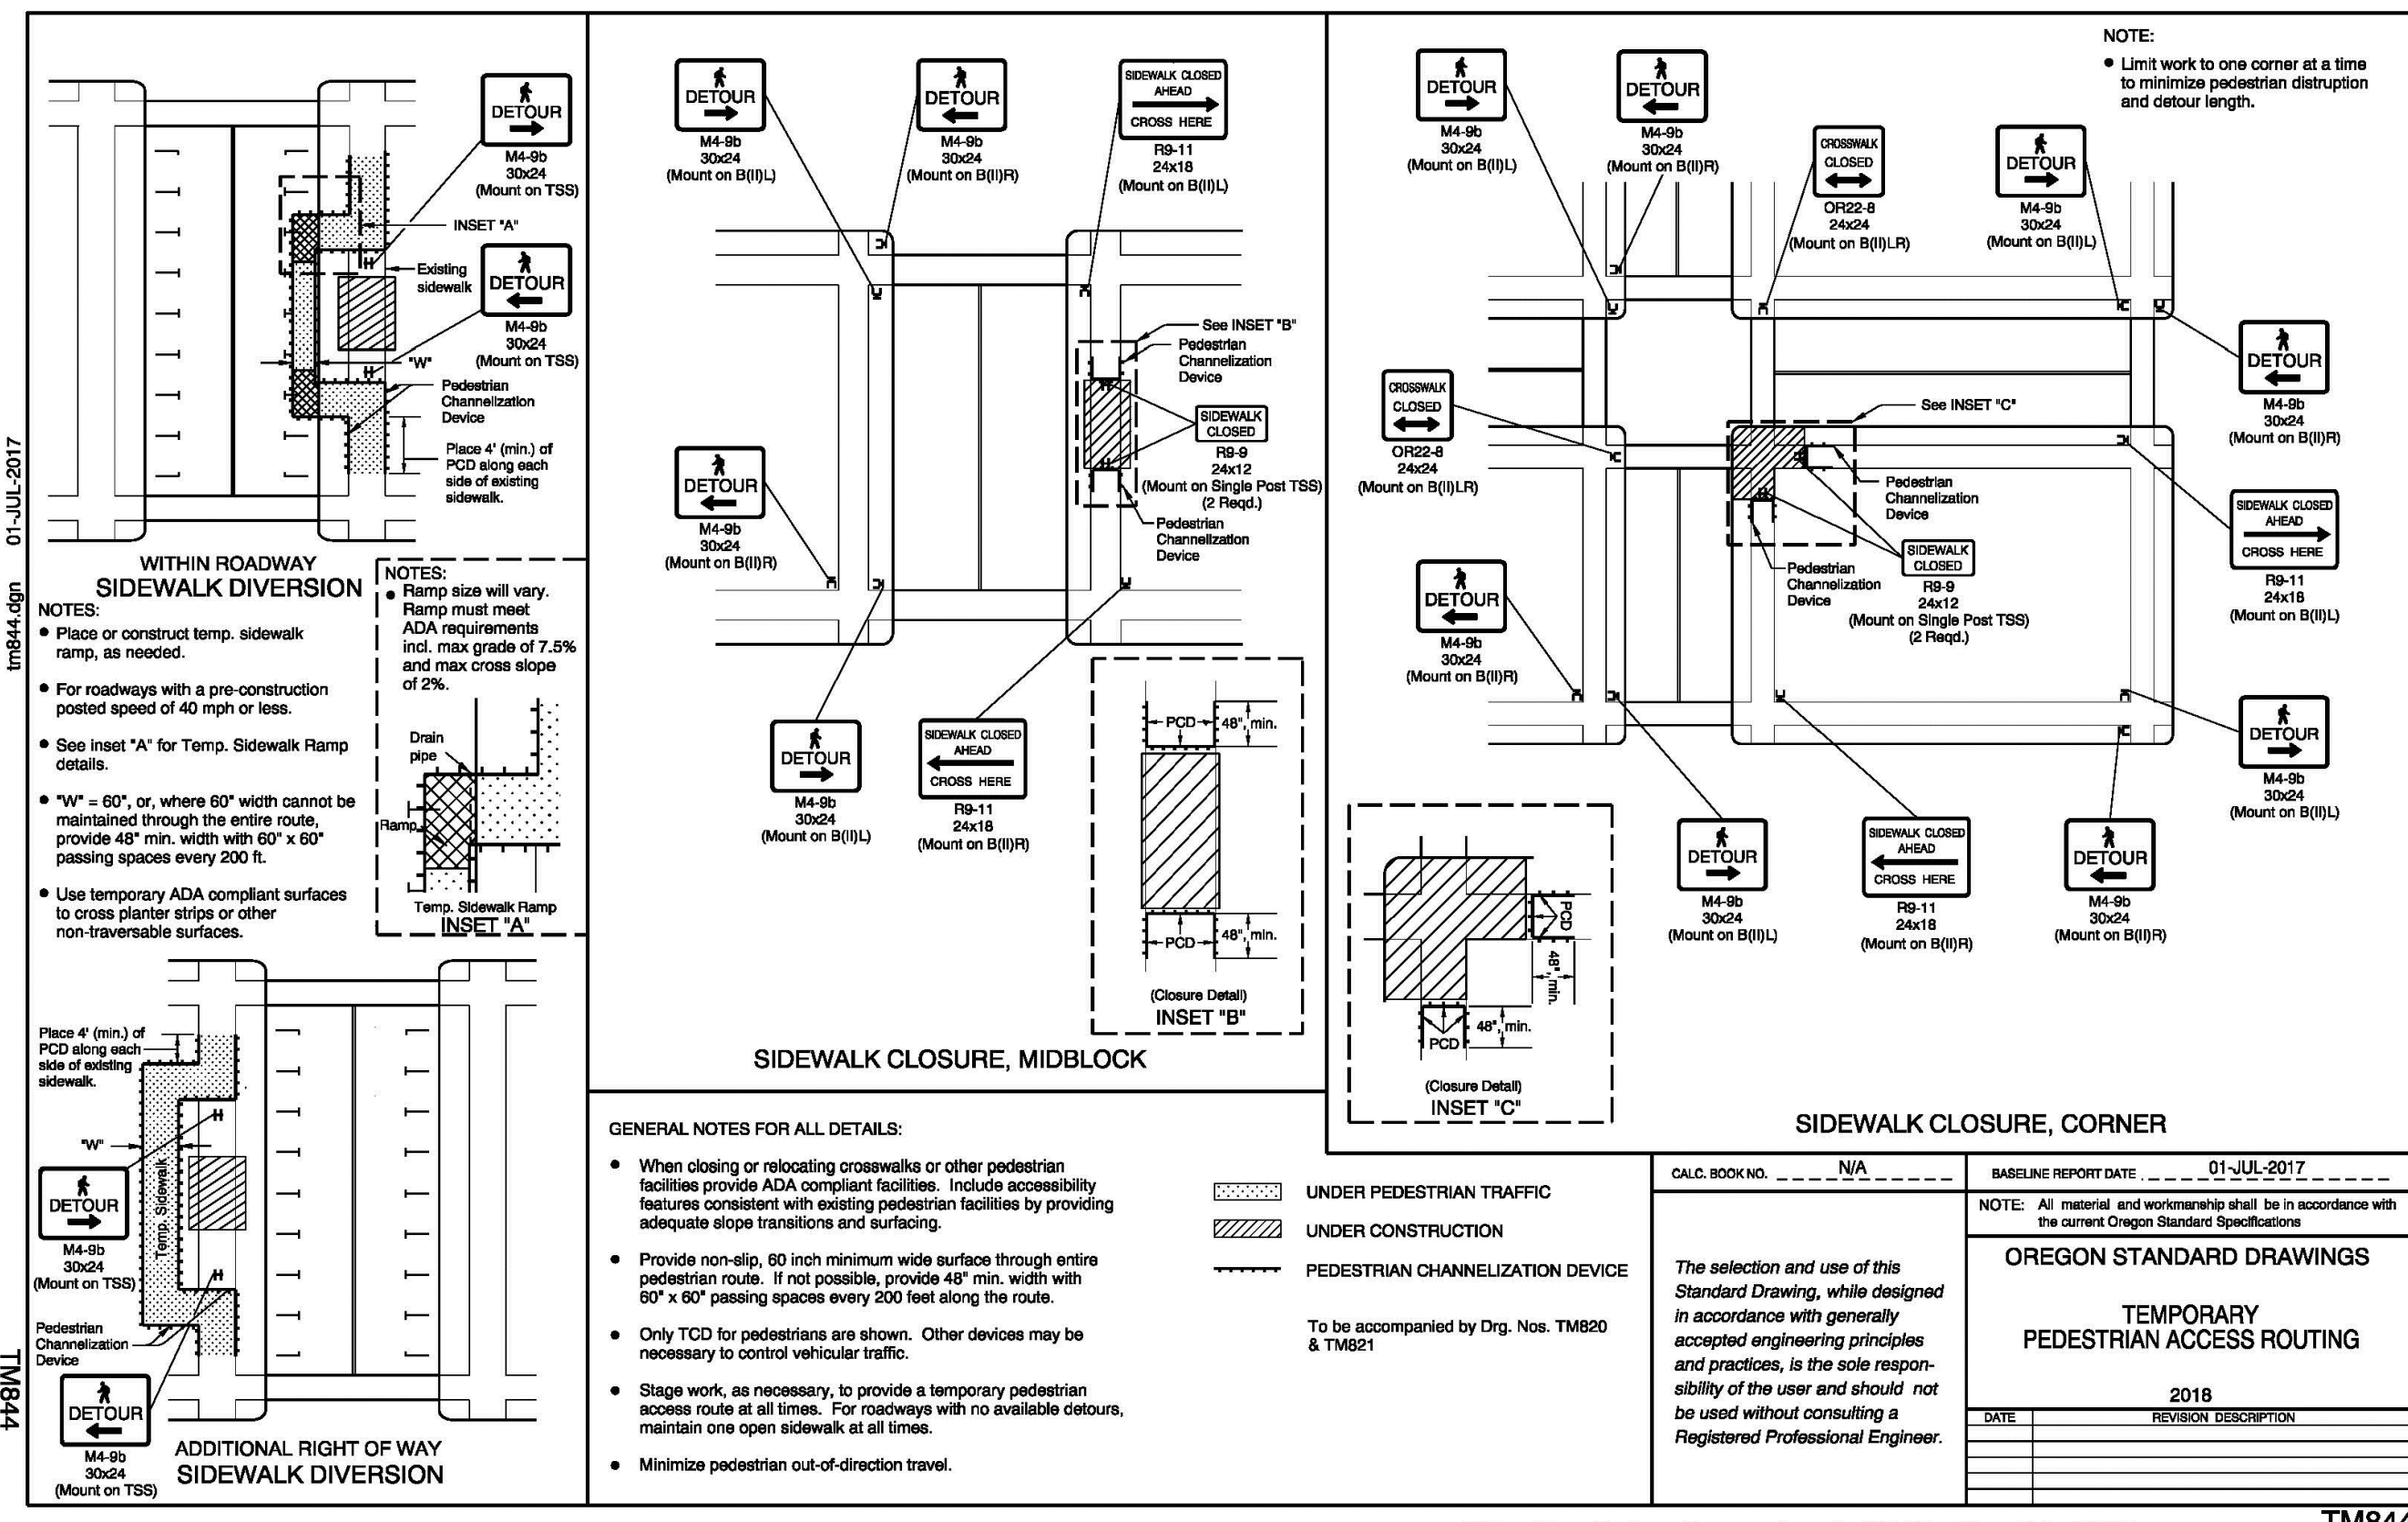 DETOUR
M4-9b
30x24
(Mount on TSS)
INSET "A"
Existing
sidewalk
DETOUR
M4-9b
30x24
(Mount on TSS)
"W"
Pedestrian
Channelization
Device
Place 4' (min.) of
PCD along each
side of existing
sidewalk.
WITHIN ROADWAY
SIDEWALK DIVERSION
NOTES:
● Place or construct temp. sidewalk
ramp, as needed.
● For roadways with a pre-construction
posted speed of 40 mph or less.
● See inset "A" for Temp. Sidewalk Ramp
details.
● "W" = 60", or, where 60" width cannot be
maintained through the entire route,
provide 48" min. width with 60" x 60"
passing spaces every 200 ft.
● Use temporary ADA compliant surfaces
to cross planter strips or other
non-traversable surfaces.
NOTES:
● Ramp size will vary.
Ramp must meet
ADA requirements
incl. max grade of 7.5%
and max cross slope
of 2%.
Drain
pipe
Ramp
Temp. Sidewalk Ramp
INSET "A"
Place 4' (min.) of
PCD along each
side of existing
sidewalk.
"W"
Temp. Sidewalk
DETOUR
M4-9b
30x24
(Mount on TSS)
Pedestrian
Channelization
Device
DETOUR
M4-9b
30x24
(Mount on TSS)
ADDITIONAL RIGHT OF WAY
SIDEWALK DIVERSION
DETOUR
M4-9b
30x24
(Mount on B(II)L)
DETOUR
M4-9b
30x24
(Mount on B(II)R)
SIDEWALK CLOSED
AHEAD
CROSS HERE
R9-11
24x18
(Mount on B(II)L)
See INSET "B"
Pedestrian
Channelization
Device
SIDEWALK
CLOSED
R9-9
24x12
(Mount on Single Post TSS)
(2 Reqd.)
Pedestrian
Channelization
Device
DETOUR
M4-9b
30x24
(Mount on B(II)R)
DETOUR
M4-9b
30x24
(Mount on B(II)L)
SIDEWALK CLOSED
AHEAD
CROSS HERE
R9-11
24x18
(Mount on B(II)R)
PCD
48", min.
PCD
48", min.
(Closure Detail)
INSET "B"
SIDEWALK CLOSURE, MIDBLOCK
NOTE:
● Limit work to one corner at a time
to minimize pedestrian distruption
and detour length.
DETOUR
M4-9b
30x24
(Mount on B(II)L)
DETOUR
M4-9b
30x24
(Mount on B(II)R)
CROSSWALK
CLOSED
OR22-8
24x24
(Mount on B(II)LR)
DETOUR
M4-9b
30x24
(Mount on B(II)L)
DETOUR
M4-9b
30x24
(Mount on B(II)R)
CROSSWALK
CLOSED
OR22-8
24x24
(Mount on B(II)LR)
See INSET "C"
Pedestrian
Channelization
Device
SIDEWALK
CLOSED
R9-9
24x12
(Mount on Single Post TSS)
(2 Reqd.)
Pedestrian
Channelization
Device
SIDEWALK CLOSED
AHEAD
CROSS HERE
R9-11
24x18
(Mount on B(II)L)
DETOUR
M4-9b
30x24
(Mount on B(II)R)
DETOUR
M4-9b
30x24
(Mount on B(II)L)
DETOUR
M4-9b
30x24
(Mount on B(II)L)
SIDEWALK CLOSED
AHEAD
CROSS HERE
R9-11
24x18
(Mount on B(II)R)
DETOUR
M4-9b
30x24
(Mount on B(II)R)
PCD
48", min.
48", min.
PCD
(Closure Detail)
INSET "C"
SIDEWALK CLOSURE, CORNER
GENERAL NOTES FOR ALL DETAILS:
● When closing or relocating crosswalks or other pedestrian
facilities provide ADA compliant facilities. Include accessibility
features consistent with existing pedestrian facilities by providing
adequate slope transitions and surfacing.
● Provide non-slip, 60 inch minimum wide surface through entire
pedestrian route. If not possible, provide 48" min. width with
60" x 60" passing spaces every 200 feet along the route.
● Only TCD for pedestrians are shown. Other devices may be
necessary to control vehicular traffic.
● Stage work, as necessary, to provide a temporary pedestrian
access route at all times. For roadways with no available detours,
maintain one open sidewalk at all times.
● Minimize pedestrian out-of-direction travel.
UNDER PEDESTRIAN TRAFFIC
UNDER CONSTRUCTION
PEDESTRIAN CHANNELIZATION DEVICE
To be accompanied by Drg. Nos. TM820
& TM821
CALC. BOOK NO. N/A
BASELINE REPORT DATE 01-JUL-2017
NOTE: All material and workmanship shall be in accordance with
the current Oregon Standard Specifications
The selection and use of this
Standard Drawing, while designed
in accordance with generally
accepted engineering principles
and practices, is the sole respon-
sibility of the user and should not
be used without consulting a
Registered Professional Engineer.
OREGON STANDARD DRAWINGS
TEMPORARY
PEDESTRIAN ACCESS ROUTING
2018
DATE REVISION DESCRIPTION
tm844.dgn 01-JUL-2017
TM844